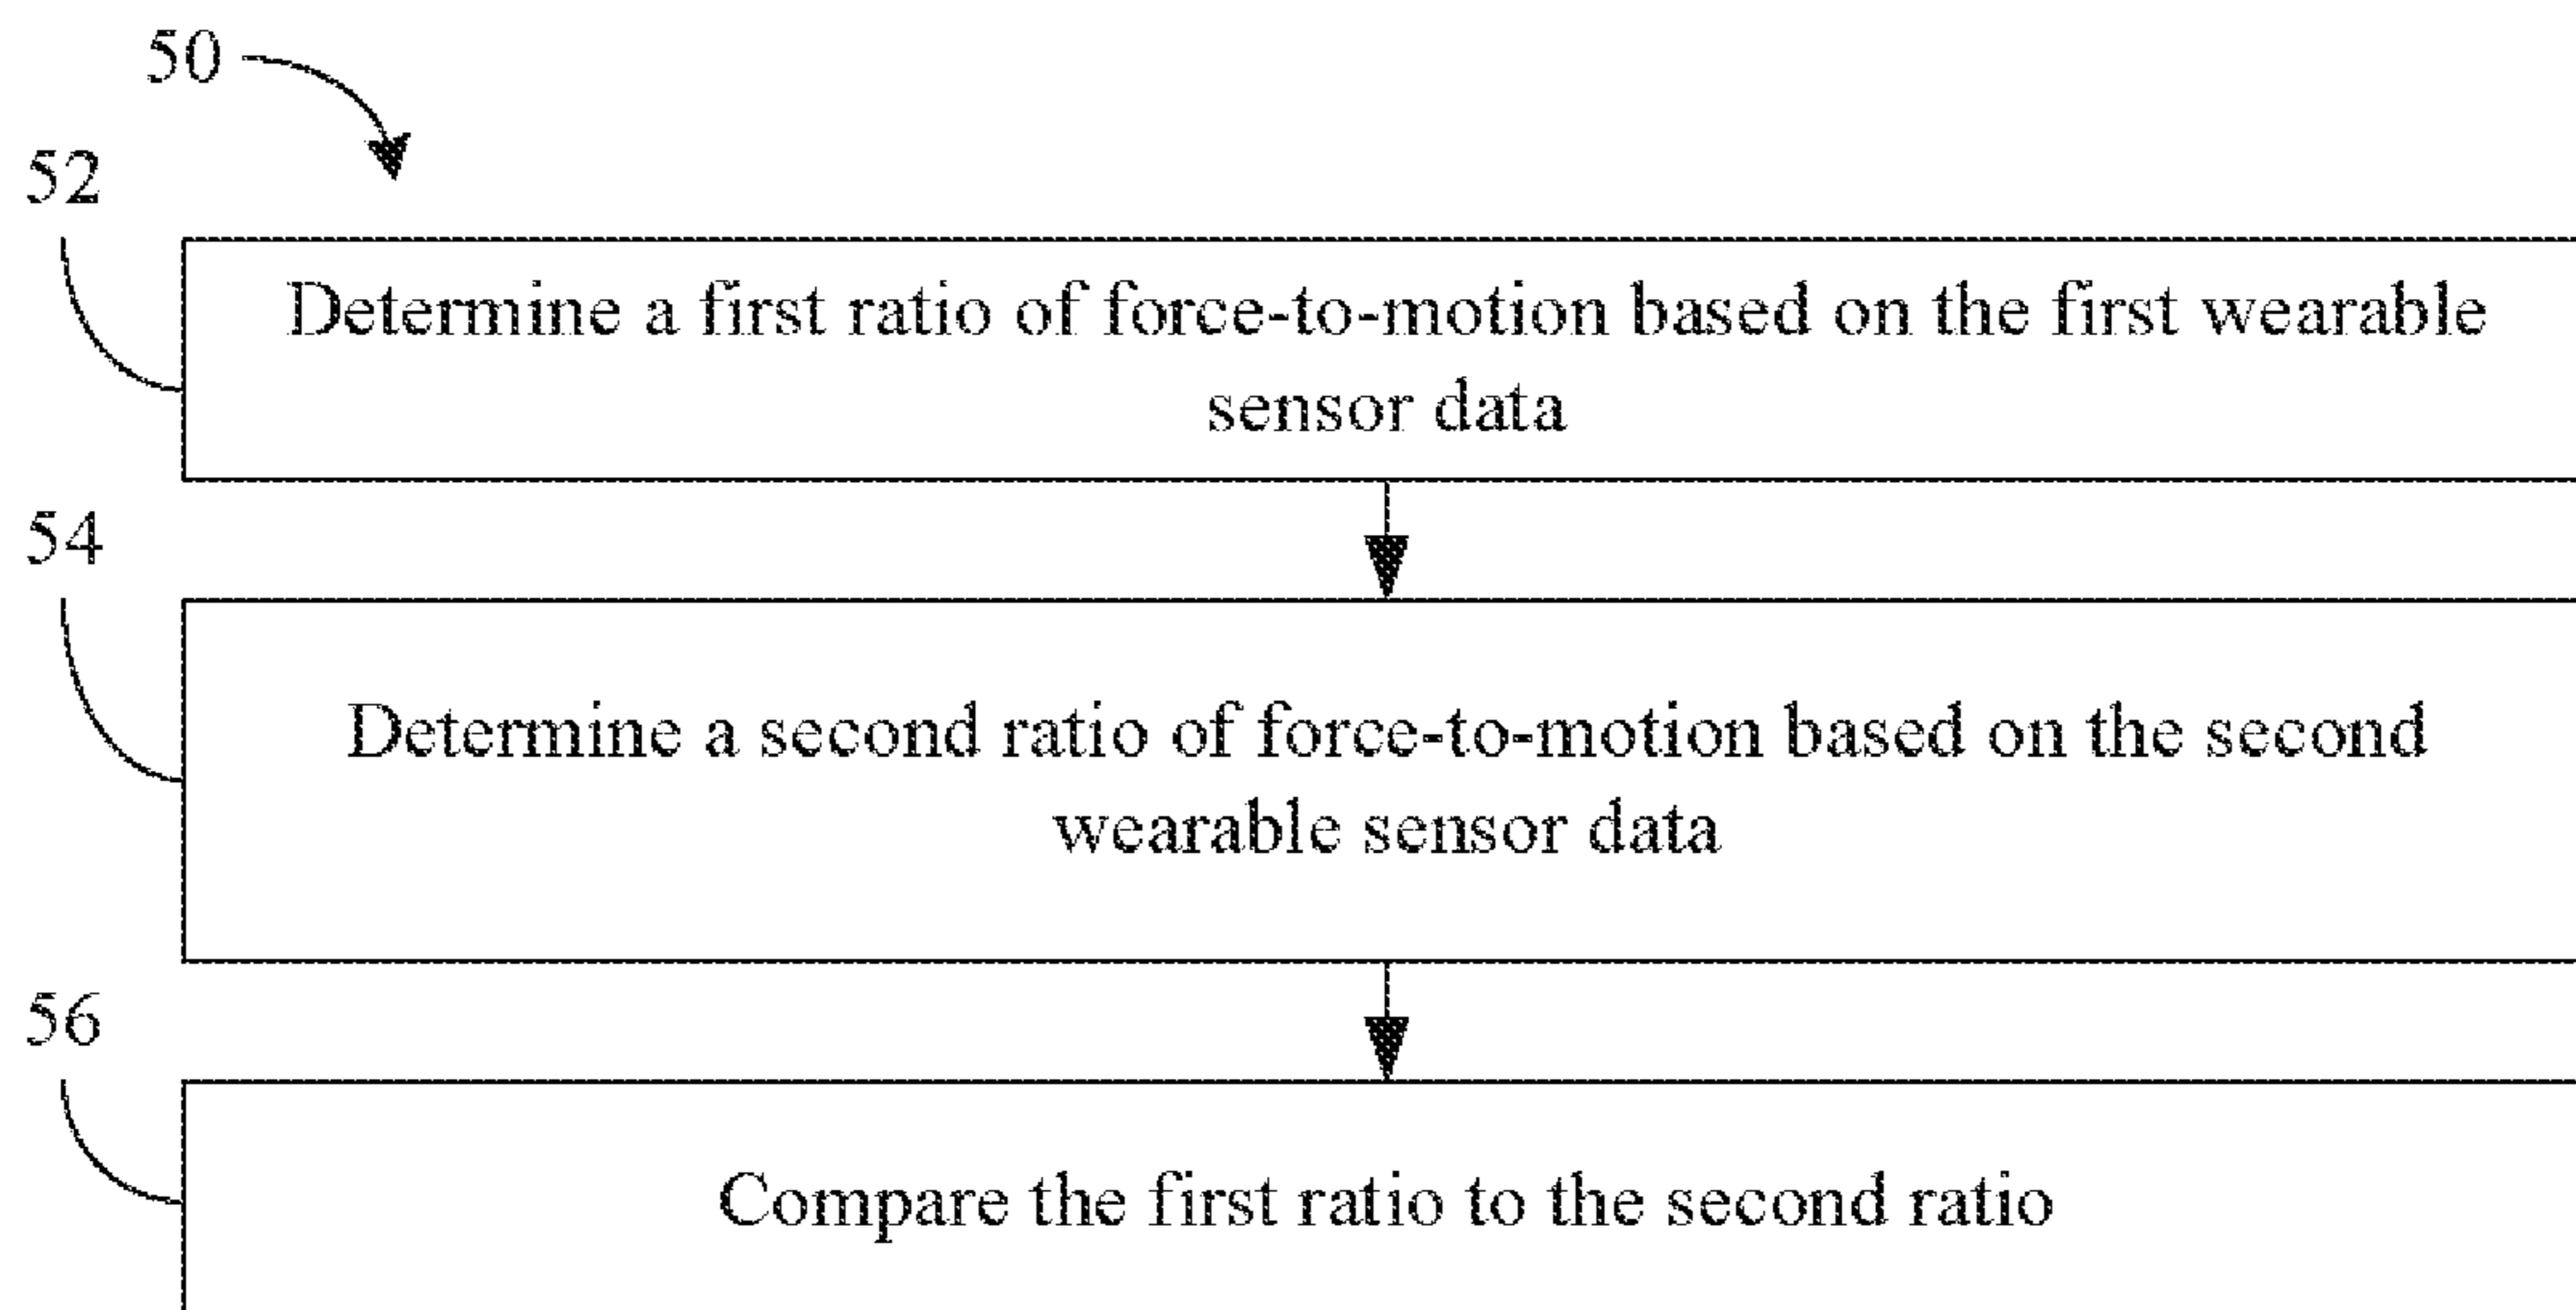 50
52
Determine a first ratio of force-to-motion based on the first wearable
sensor data
54
Determine a second ratio of force-to-motion based on the second
wearable sensor data
56
Compare the first ratio to the second ratio